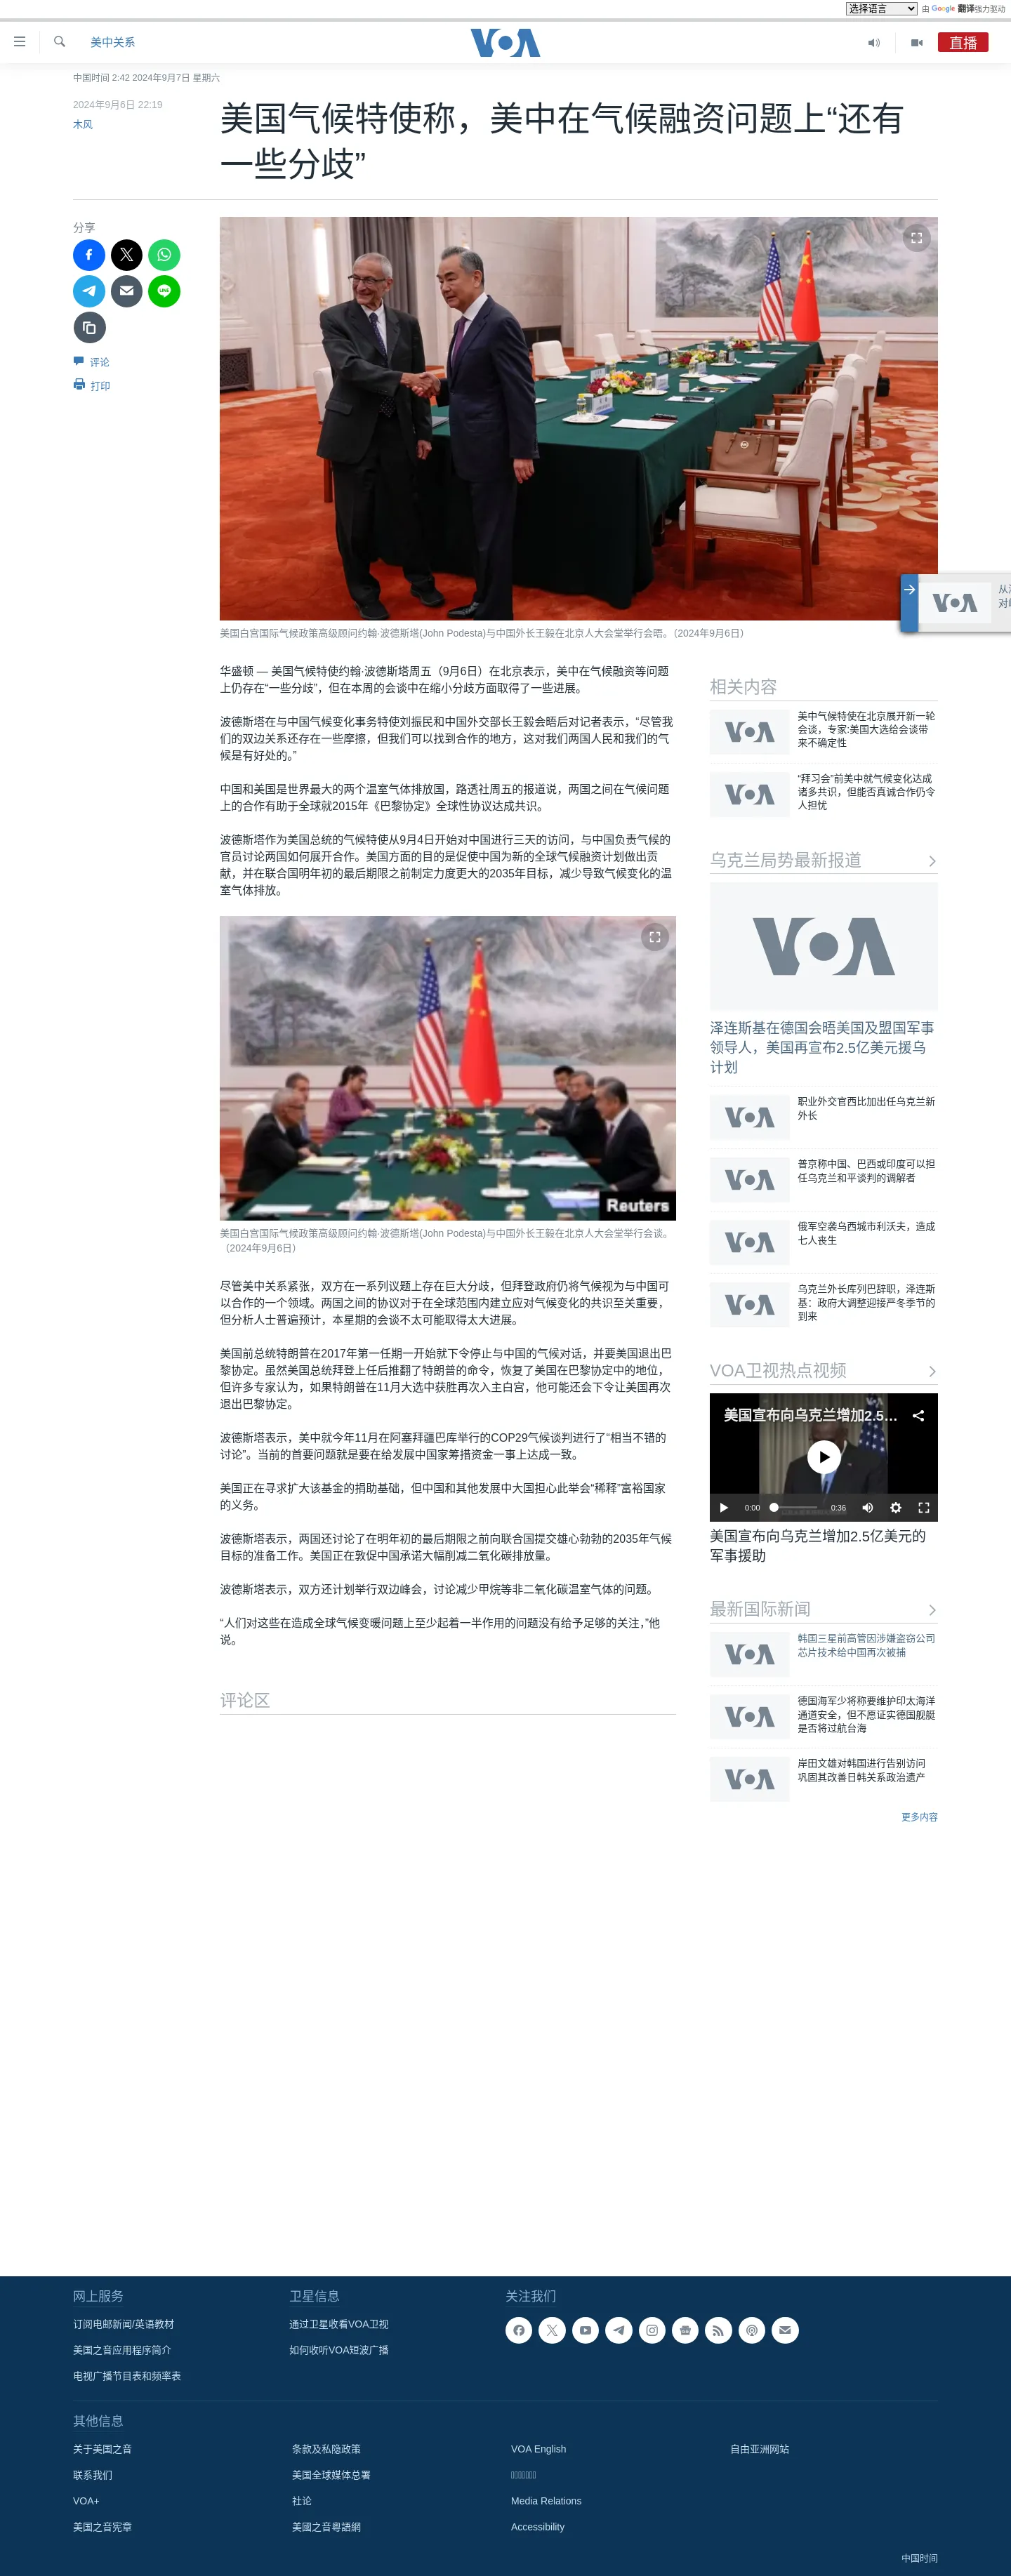 选择语言 由 Google 翻译强力驱动
美中关系
VOA
直播
中国时间 2:42 2024年9月7日 星期六
2024年9月6日 22:19
木风
美国气候特使称，美中在气候融资问题上“还有
一些分歧”
分享
评论
打印
美国白宫国际气候政策高级顾问约翰·波德斯塔(John Podesta)与中国外长王毅在北京人大会堂举行会晤。（2024年9月6日）
华盛顿 — 美国气候特使约翰·波德斯塔周五（9月6日）在北京表示，美中在气候融资等问题
上仍存在“一些分歧”，但在本周的会谈中在缩小分歧方面取得了一些进展。
波德斯塔在与中国气候变化事务特使刘振民和中国外交部长王毅会晤后对记者表示，“尽管我
们的双边关系还存在一些摩擦，但我们可以找到合作的地方，这对我们两国人民和我们的气
候是有好处的。”
中国和美国是世界最大的两个温室气体排放国，路透社周五的报道说，两国之间在气候问题
上的合作有助于全球就2015年《巴黎协定》全球性协议达成共识。
波德斯塔作为美国总统的气候特使从9月4日开始对中国进行三天的访问，与中国负责气候的
官员讨论两国如何展开合作。美国方面的目的是促使中国为新的全球气候融资计划做出贡
献，并在联合国明年初的最后期限之前制定力度更大的2035年目标，减少导致气候变化的温
室气体排放。
Reuters
美国白宫国际气候政策高级顾问约翰·波德斯塔(John Podesta)与中国外长王毅在北京人大会堂举行会谈。
（2024年9月6日）
尽管美中关系紧张，双方在一系列议题上存在巨大分歧，但拜登政府仍将气候视为与中国可
以合作的一个领域。两国之间的协议对于在全球范围内建立应对气候变化的共识至关重要，
但分析人士普遍预计，本星期的会谈不太可能取得太大进展。
美国前总统特朗普在2017年第一任期一开始就下令停止与中国的气候对话，并要美国退出巴
黎协定。虽然美国总统拜登上任后推翻了特朗普的命令，恢复了美国在巴黎协定中的地位，
但许多专家认为，如果特朗普在11月大选中获胜再次入主白宫，他可能还会下令让美国再次
退出巴黎协定。
波德斯塔表示，美中就今年11月在阿塞拜疆巴库举行的COP29气候谈判进行了“相当不错的
讨论”。当前的首要问题就是要在给发展中国家筹措资金一事上达成一致。
美国正在寻求扩大该基金的捐助基础，但中国和其他发展中大国担心此举会“稀释”富裕国家
的义务。
波德斯塔表示，两国还讨论了在明年初的最后期限之前向联合国提交雄心勃勃的2035年气候
目标的准备工作。美国正在敦促中国承诺大幅削减二氧化碳排放量。
波德斯塔表示，双方还计划举行双边峰会，讨论减少甲烷等非二氧化碳温室气体的问题。
“人们对这些在造成全球气候变暖问题上至少起着一半作用的问题没有给予足够的关注，”他
说。
评论区
VOA
相关内容
VOA
美中气候特使在北京展开新一轮
会谈，专家:美国大选给会谈带
来不确定性
VOA
“拜习会”前美中就气候变化达成
诸多共识，但能否真诚合作仍令
人担忧
乌克兰局势最新报道
VOA
泽连斯基在德国会晤美国及盟国军事
领导人，美国再宣布2.5亿美元援乌
计划
VOA
职业外交官西比加出任乌克兰新
外长
VOA
普京称中国、巴西或印度可以担
任乌克兰和平谈判的调解者
VOA
俄军空袭乌西城市利沃夫，造成
七人丧生
VOA
乌克兰外长库列巴辞职，泽连斯
基：政府大调整迎接严冬季节的
到来
VOA卫视热点视频
美国宣布向乌克兰增加2.5...
0:00 0:36
美国宣布向乌克兰增加2.5亿美元的
军事援助
最新国际新闻
VOA
韩国三星前高管因涉嫌盗窃公司
芯片技术给中国再次被捕
VOA
德国海军少将称要维护印太海洋
通道安全，但不愿证实德国舰艇
是否将过航台海
VOA
岸田文雄对韩国进行告别访问
巩固其改善日韩关系政治遗产
更多内容
网上服务
订阅电邮新闻/英语教材
美国之音应用程序简介
电视广播节目表和频率表
卫星信息
通过卫星收看VOA卫视
如何收听VOA短波广播
关注我们
其他信息
关于美国之音
联系我们
VOA+
美国之音宪章
条款及私隐政策
美国全球媒体总署
社论
美國之音粵語網
VOA English
Media Relations
Accessibility
自由亚洲网站
中国时间